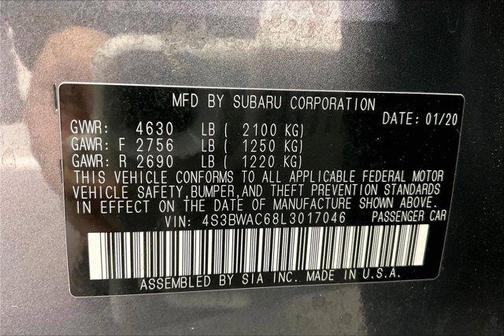 MFD BY SUBARU CORPORATION
DATE: 01/20
GVWR: 4630 LB ( 2100 KG)
GAWR: F 2756 LB ( 1250 KG)
GAWR: R 2690 LB ( 1220 KG)
THIS VEHICLE CONFORMS TO ALL APPLICABLE FEDERAL MOTOR
VEHICLE SAFETY, BUMPER, AND THEFT PREVENTION STANDARDS
IN EFFECT ON THE DATE OF MANUFACTURE SHOWN ABOVE.
VIN: 4S3BWAC68L3017046 PASSENGER CAR
ASSEMBLED BY SIA INC. MADE IN U.S.A.